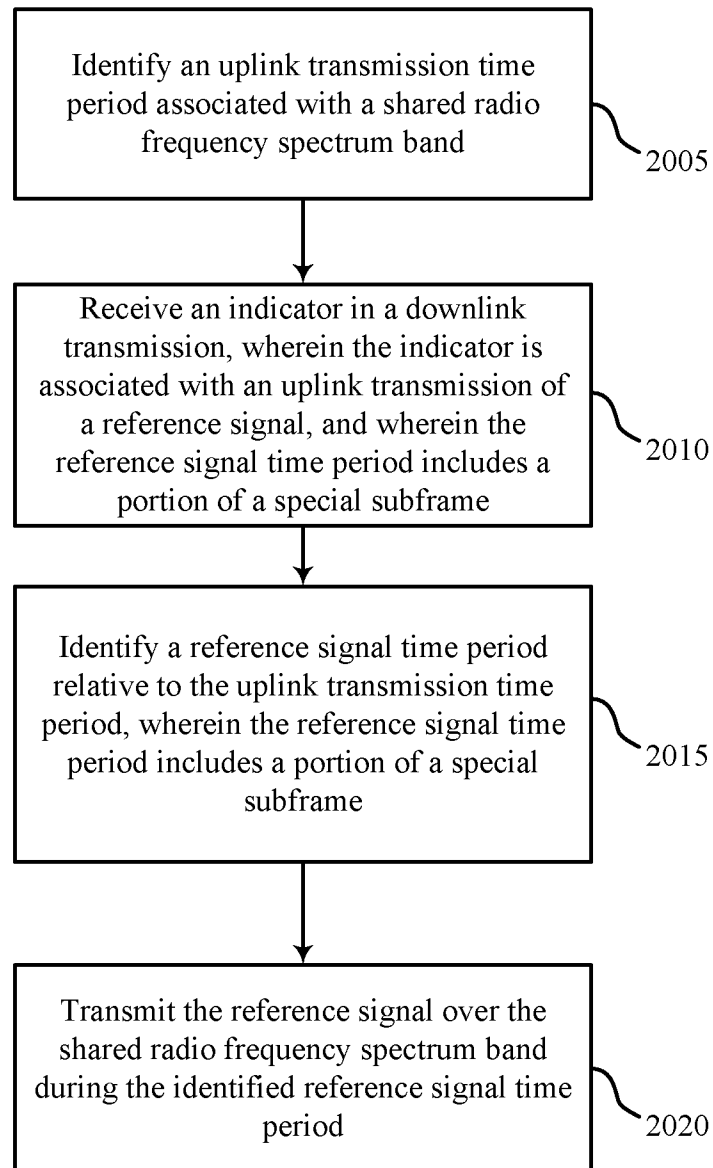 Identify an uplink transmission time
period associated with a shared radio
frequency spectrum band
2005
Receive an indicator in a downlink
transmission, wherein the indicator is
associated with an uplink transmission of
a reference signal, and wherein the
reference signal time period includes a
portion of a special subframe
2010
Identify a reference signal time period
relative to the uplink transmission time
period, wherein the reference signal time
period includes a portion of a special
subframe
2015
Transmit the reference signal over the
shared radio frequency spectrum band
during the identified reference signal time
period
2020